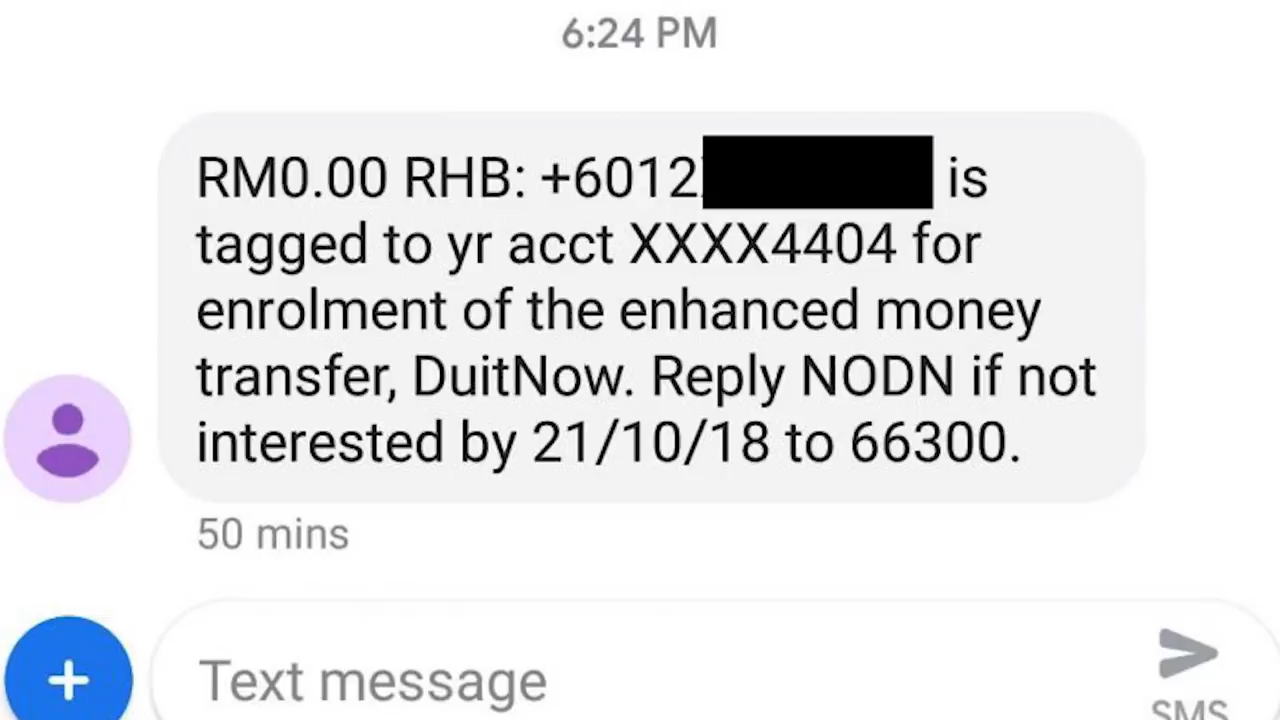 6:24 PM
RM0.00 RHB: +6012 is
tagged to yr acct XXXX4404 for
enrolment of the enhanced money
transfer, DuitNow. Reply NODN if not
interested by 21/10/18 to 66300.
50 mins
Text message
SMS